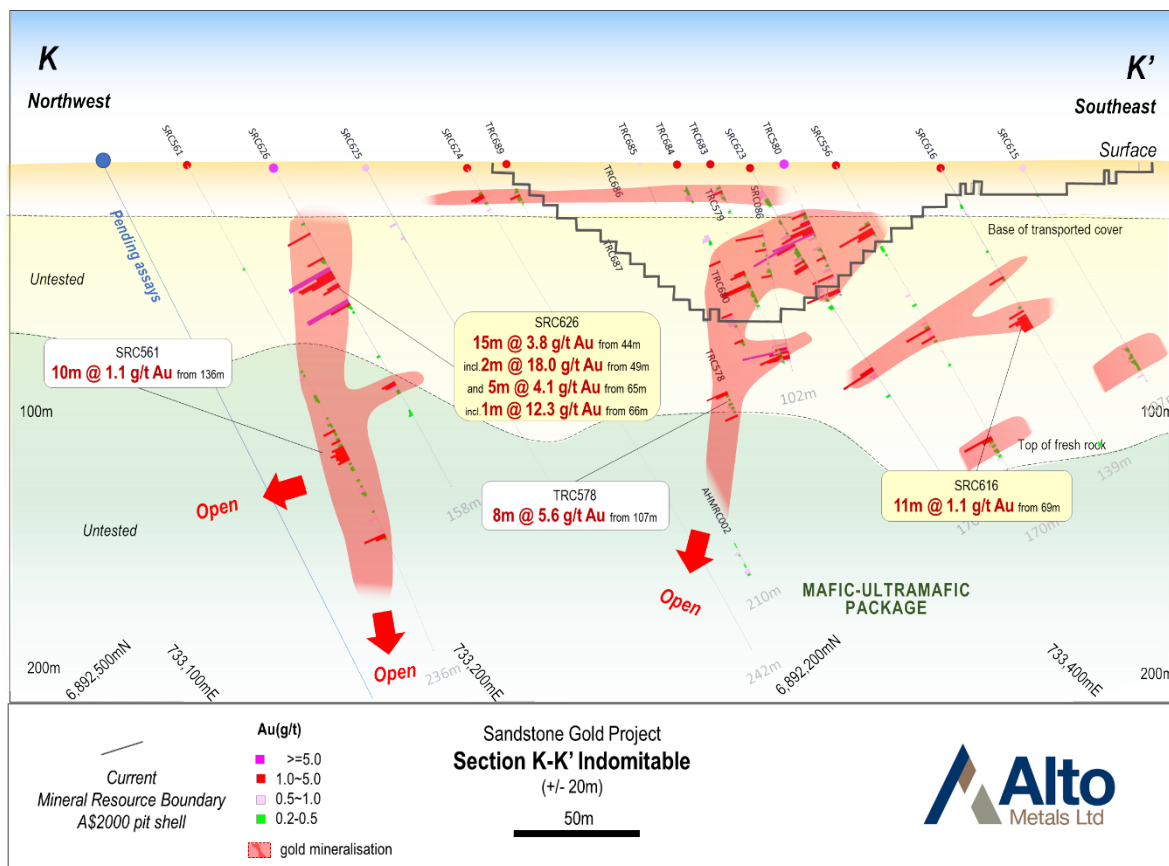 K
Northwest
K'
Southeast
Surface
SRC561
SRC626
SRC625
SRC624
TRC689
TRC685
TRC684
TRC683
SRC623
TRC580
SRC556
SRC616
SRC615
TRC686
TRC579
SRC086
TRC687
Pending assays
Base of transported cover
Untested
SRC626
15m @ 3.8 g/t Au from 44m
incl. 2m @ 18.0 g/t Au from 49m
and 5m @ 4.1 g/t Au from 65m
incl. 1m @ 12.3 g/t Au from 66m
SRC561
10m @ 1.1 g/t Au from 136m
TRC578
102m
107m
100m
100m
Top of fresh rock
139m
158m
170m
170m
SRC616
11m @ 1.1 g/t Au from 69m
TRC578
8m @ 5.6 g/t Au from 107m
AHMRC002
Open
Untested
Open
210m
MAFIC-ULTRAMAFIC
PACKAGE
Open
236m
242m
200m
6,892,500mN
733,100mE
733,200mE
6,892,200mN
733,400mE
200m
Current
Mineral Resource Boundary
A$2000 pit shell
Au(g/t)
>=5.0
1.0~5.0
0.5~1.0
0.2-0.5
gold mineralisation
Sandstone Gold Project
Section K-K' Indomitable
(+/- 20m)
50m
Alto
Metals Ltd